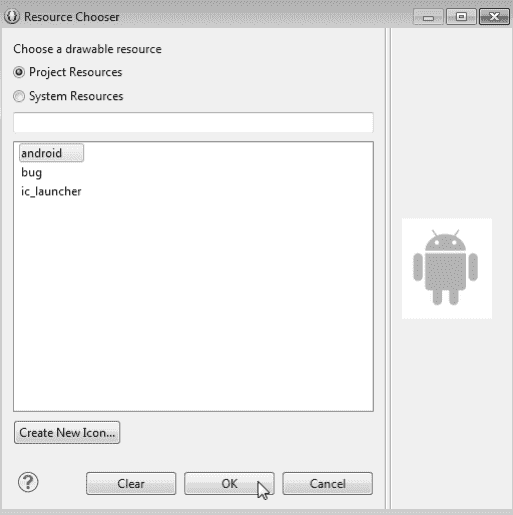 Resource Chooser
Choose a drawable resource
Project Resources
System Resources
android
bug
ic_launcher
Create New Icon...
? Clear OK Cancel